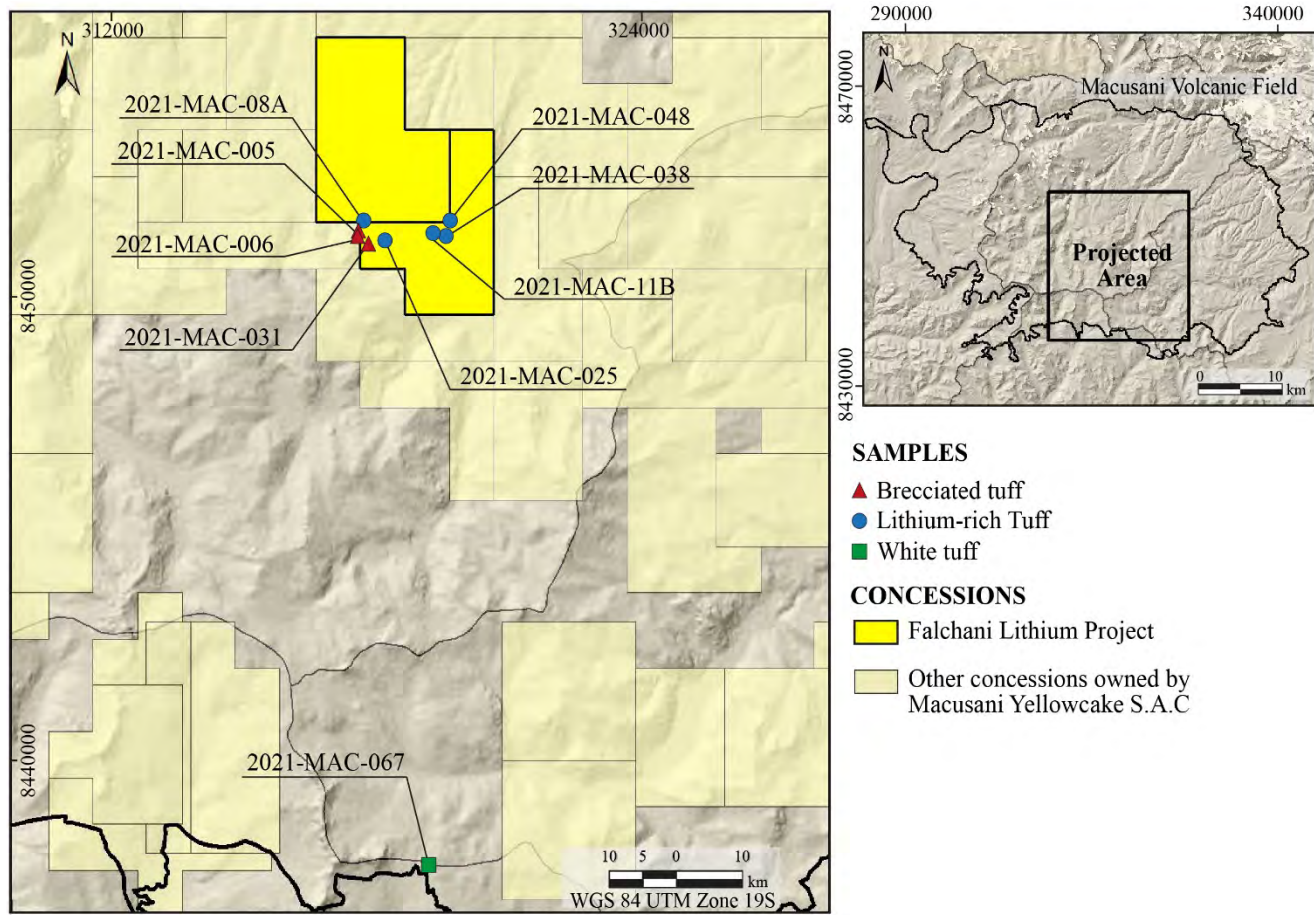 312000
324000
N
2021-MAC-08A
2021-MAC-048
2021-MAC-005
2021-MAC-038
2021-MAC-006
2021-MAC-11B
8450000
2021-MAC-031
2021-MAC-025
2021-MAC-067
8440000
10 5 0 10
km
WGS 84 UTM Zone 19S
290000
340000
N
Macusani Volcanic Field
8470000
Projected
Area
8430000
0 10
km
SAMPLES
Brecciated tuff
Lithium-rich Tuff
White tuff
CONCESSIONS
Falchani Lithium Project
Other concessions owned by
Macusani Yellowcake S.A.C